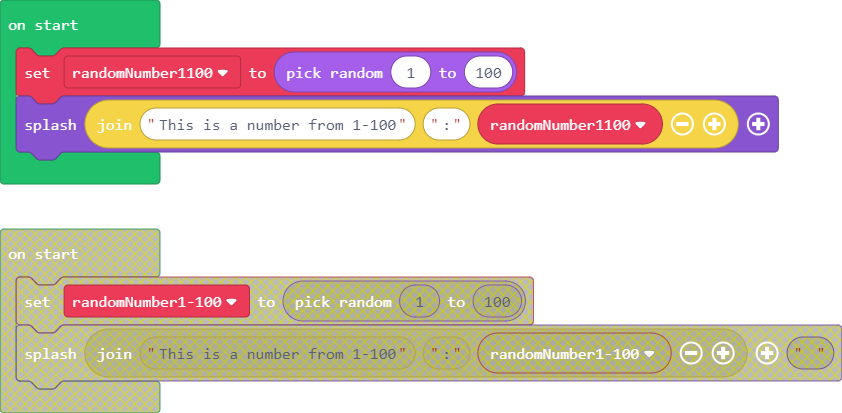 on start
set randomNumber1100 to pick random 1 to 100
splash join "This is a number from 1-100" ":" randomNumber1100
on start
set randomNumber1-100 to pick random 1 to 100
splash join "This is a number from 1-100" ":" randomNumber1-100 " "